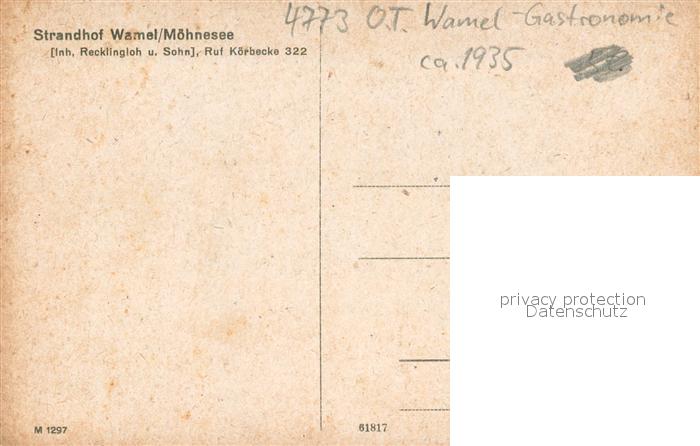 Strandhof Wamel/Möhnesee
[Inh. Recklingloh u. Sohn], Ruf Körbecke 322
4773 O.T. Wamel-Gastronomie
ca. 1935
privacy protection
Datenschutz
M 1297
61817